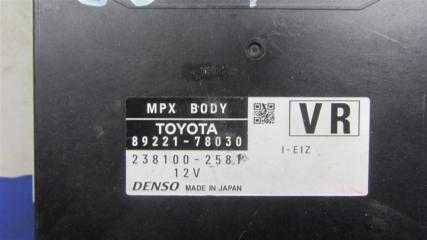 MPX BODY
TOYOTA
89221-78030
238100-2581
12V
DENSO MADE IN JAPAN
VR
I-E1Z